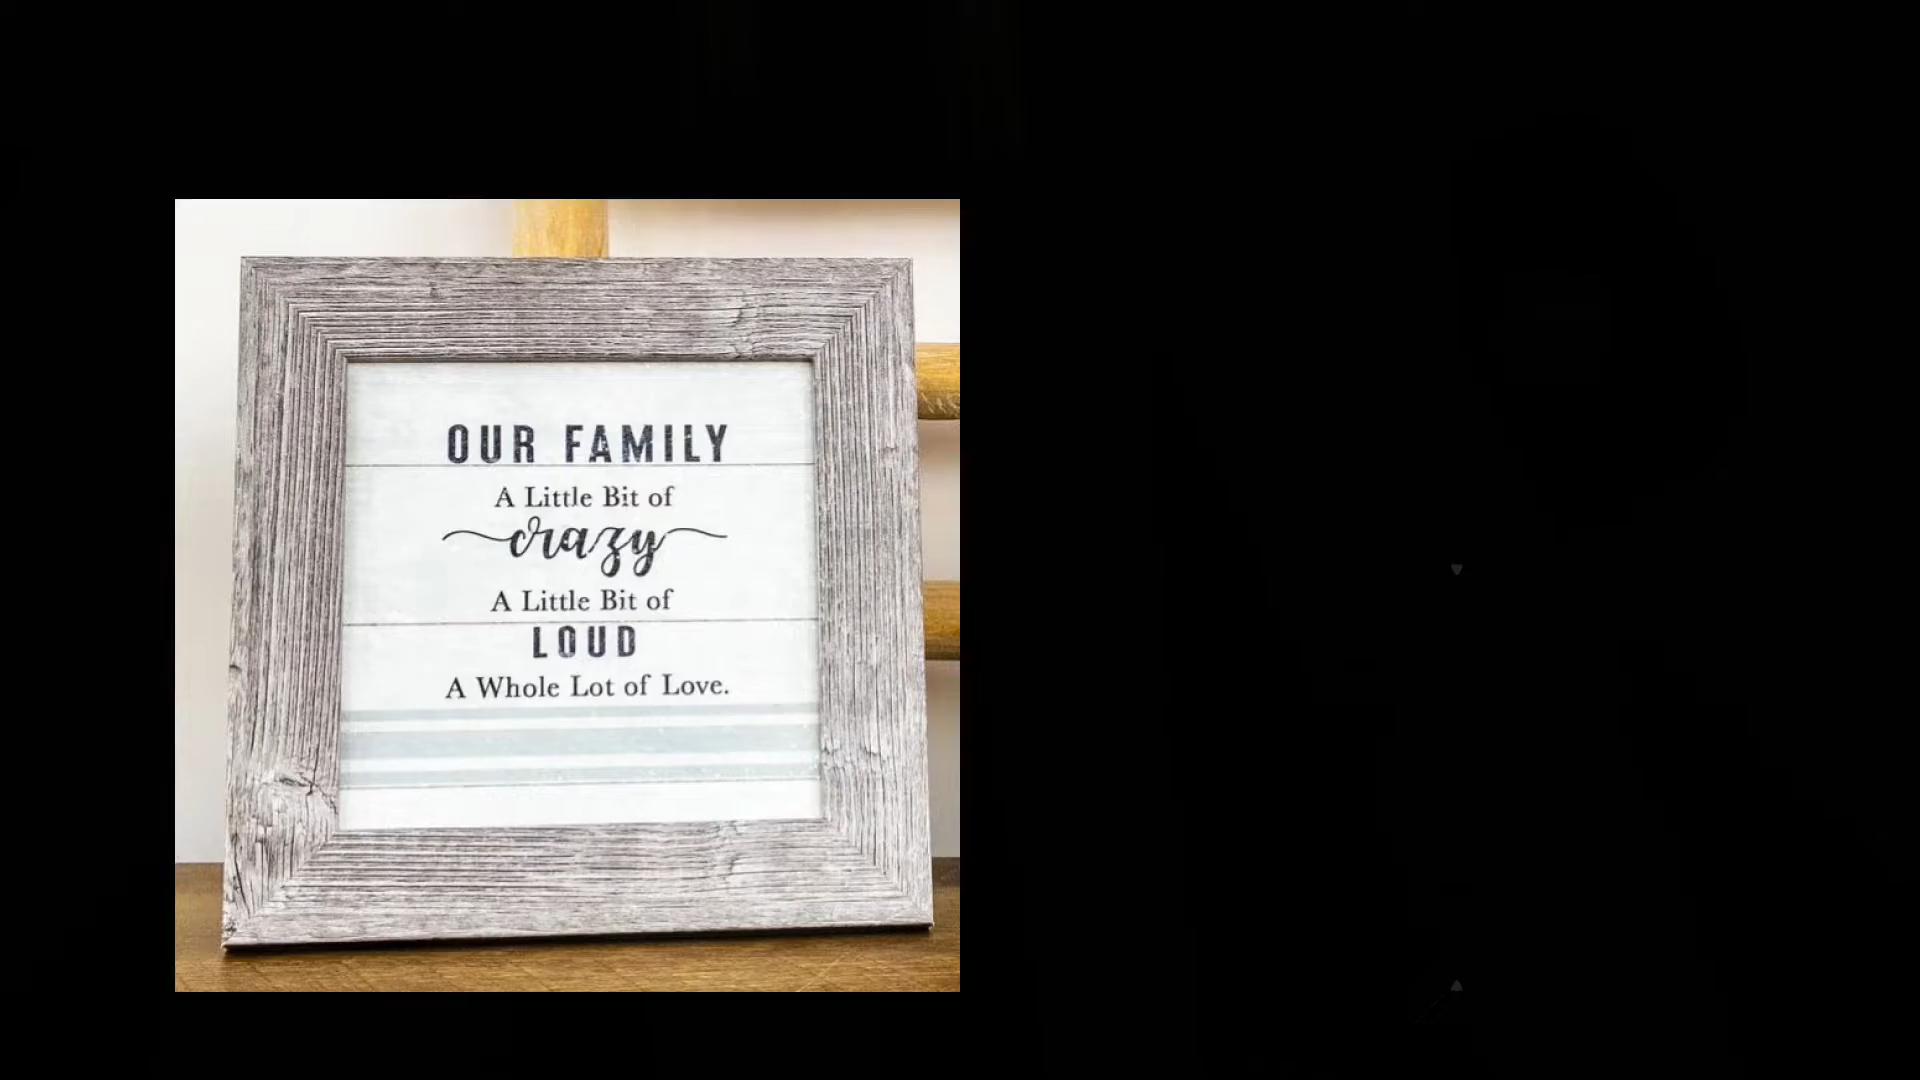 OUR FAMILY
A Little Bit of
crazy
A Little Bit of
LOUD
A Whole Lot of Love.